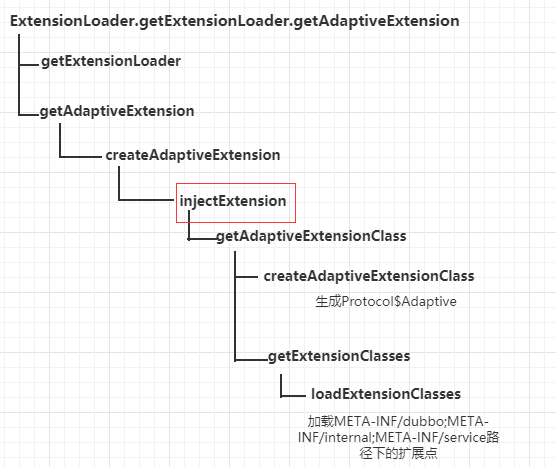 ExtensionLoader.getExtensionLoader.getAdaptiveExtension
getExtensionLoader
getAdaptiveExtension
createAdaptiveExtension
injectExtension
getAdaptiveExtensionClass
createAdaptiveExtensionClass
生成Protocol$Adaptive
getExtensionClasses
loadExtensionClasses
加载META-INF/dubbo;META-
INF/internal;META-INF/service路
径下的扩展点